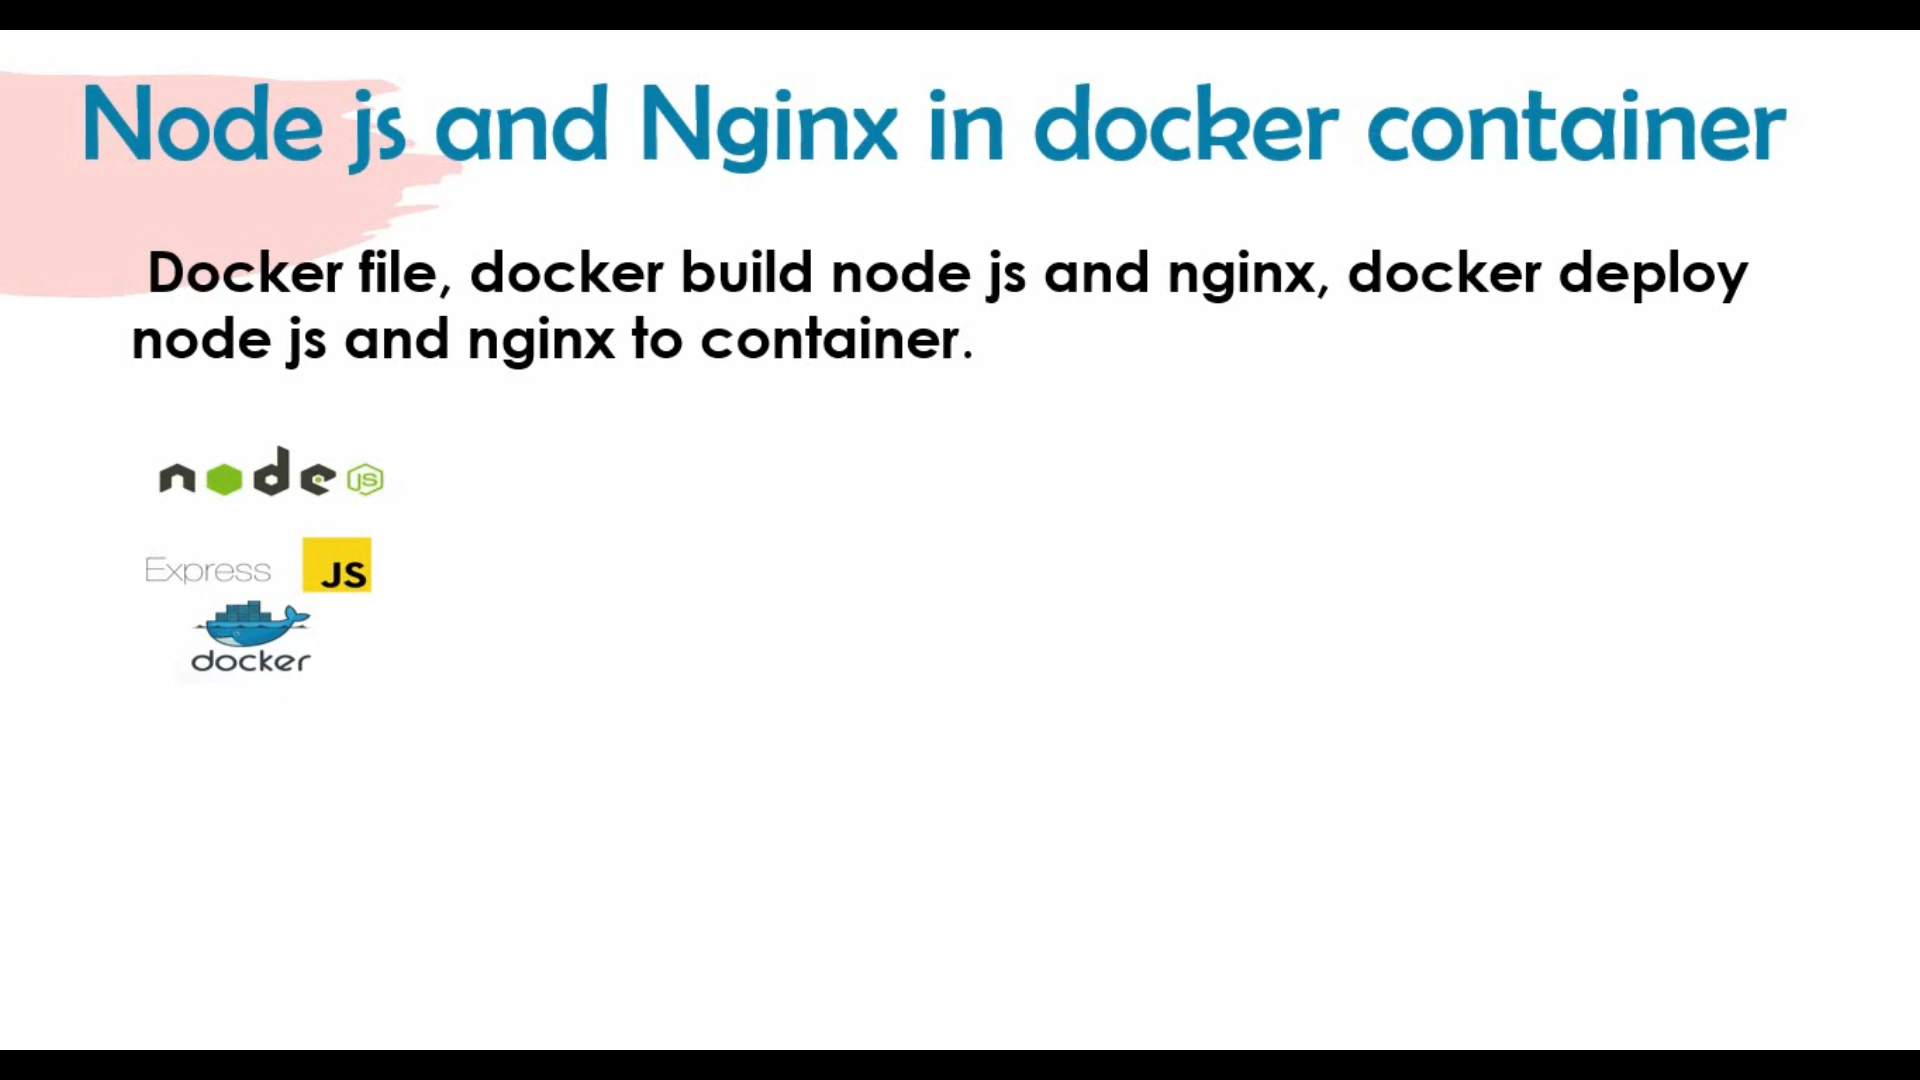 Node js and Nginx in docker container
Docker file, docker build node js and nginx, docker deploy
node js and nginx to container.
node JS
Express JS
docker